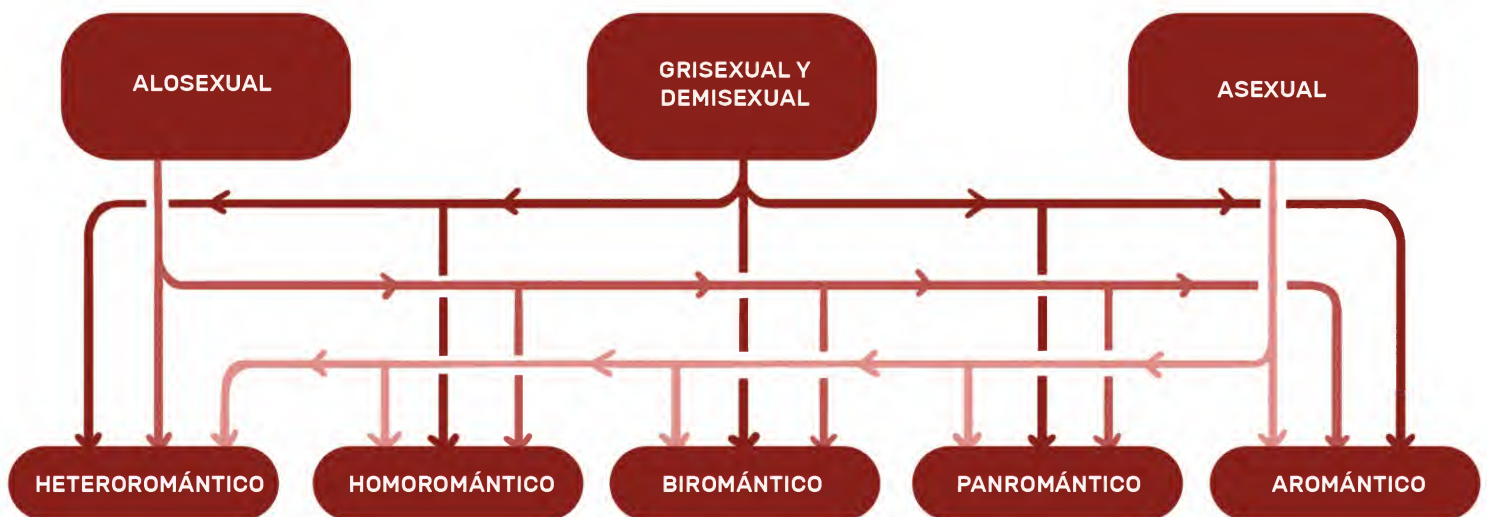 ALOSEXUAL
GRISEXUAL Y
DEMISEXUAL
ASEXUAL
HETEROROMÁNTICO
HOMOROMÁNTICO
BIROMÁNTICO
PANROMÁNTICO
AROMÁNTICO